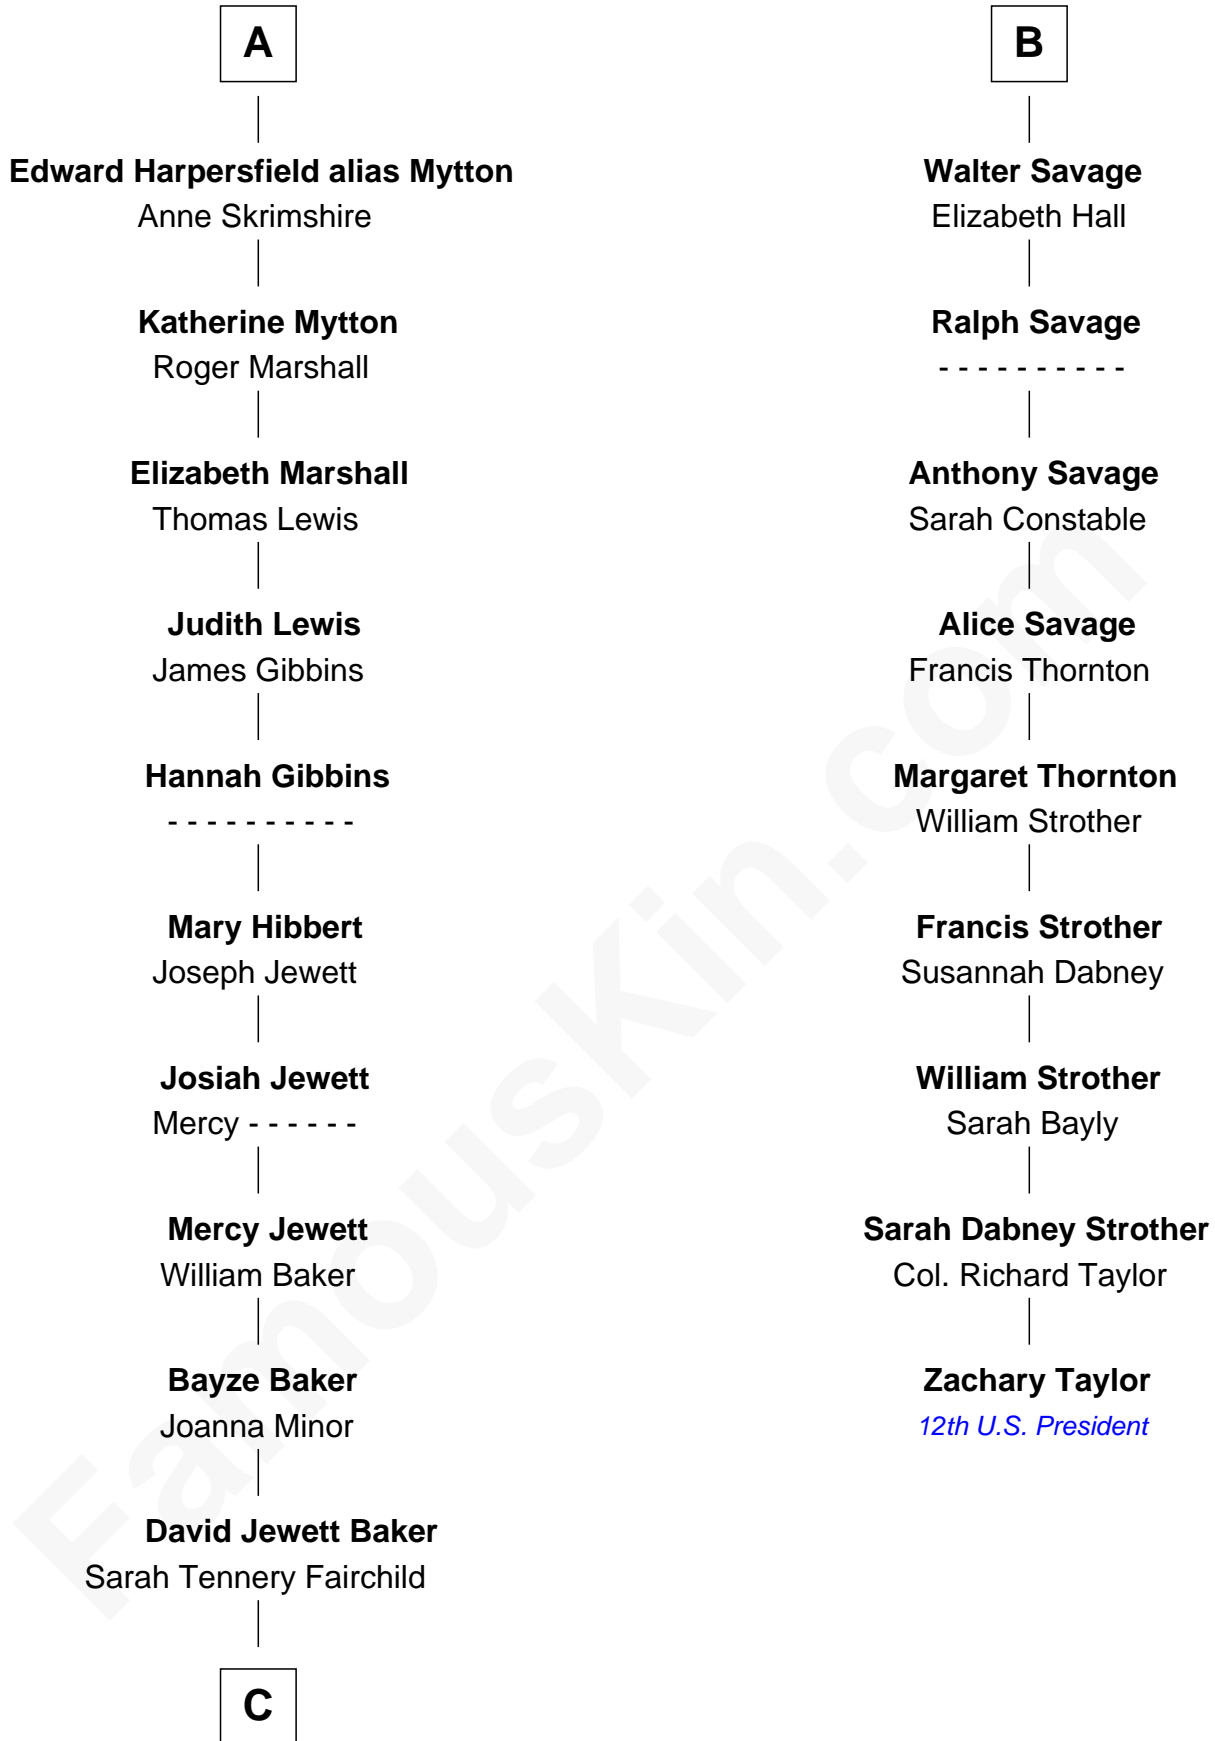 A
Edward Harpersfield alias Mytton
Anne Skrimshire
Katherine Mytton
Roger Marshall
Elizabeth Marshall
Thomas Lewis
Judith Lewis
James Gibbins
Hannah Gibbins
- - - - - - - - - -
Mary Hibbert
Joseph Jewett
Josiah Jewett
Mercy - - - - - -
Mercy Jewett
William Baker
Bayze Baker
Joanna Minor
David Jewett Baker
Sarah Tennery Fairchild
C
B
Walter Savage
Elizabeth Hall
Ralph Savage
- - - - - - - - - -
Anthony Savage
Sarah Constable
Alice Savage
Francis Thornton
Margaret Thornton
William Strother
Francis Strother
Susannah Dabney
William Strother
Sarah Bayly
Sarah Dabney Strother
Col. Richard Taylor
Zachary Taylor
12th U.S. President
FamousKin.com